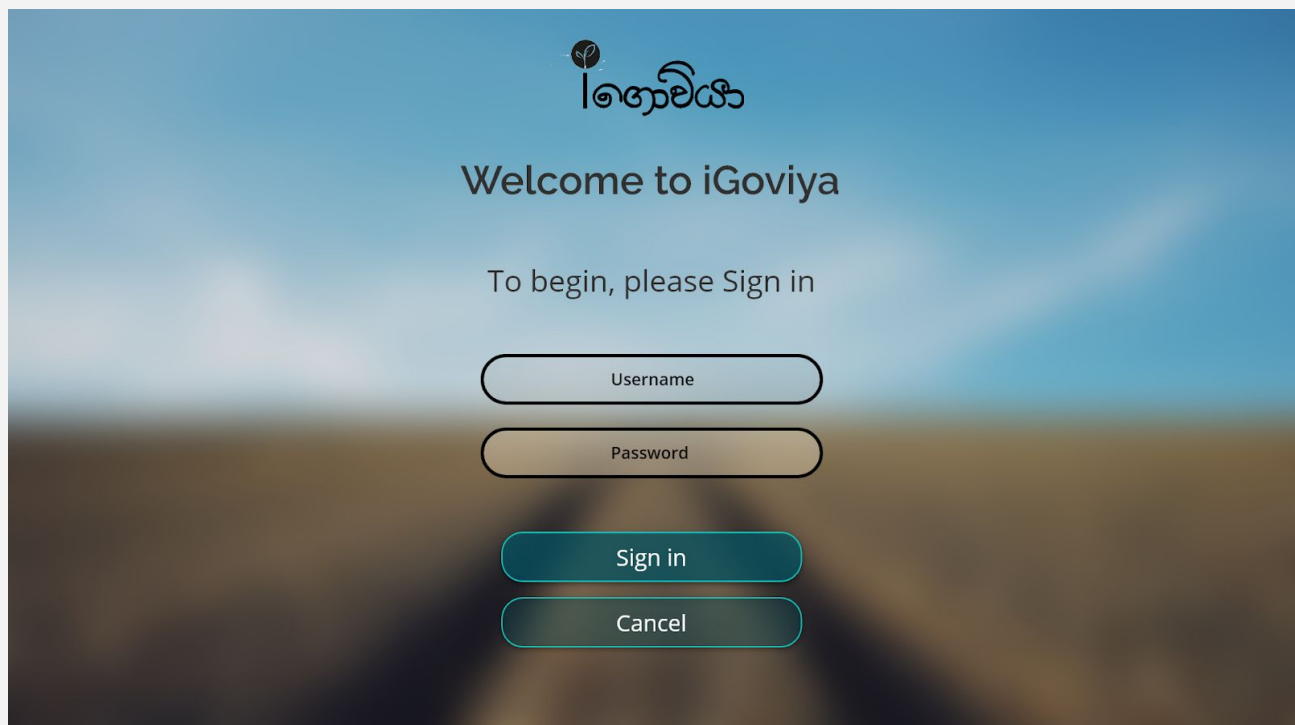 iගොවියා
Welcome to iGoviya
To begin, please Sign in
Username
Password
Sign in
Cancel